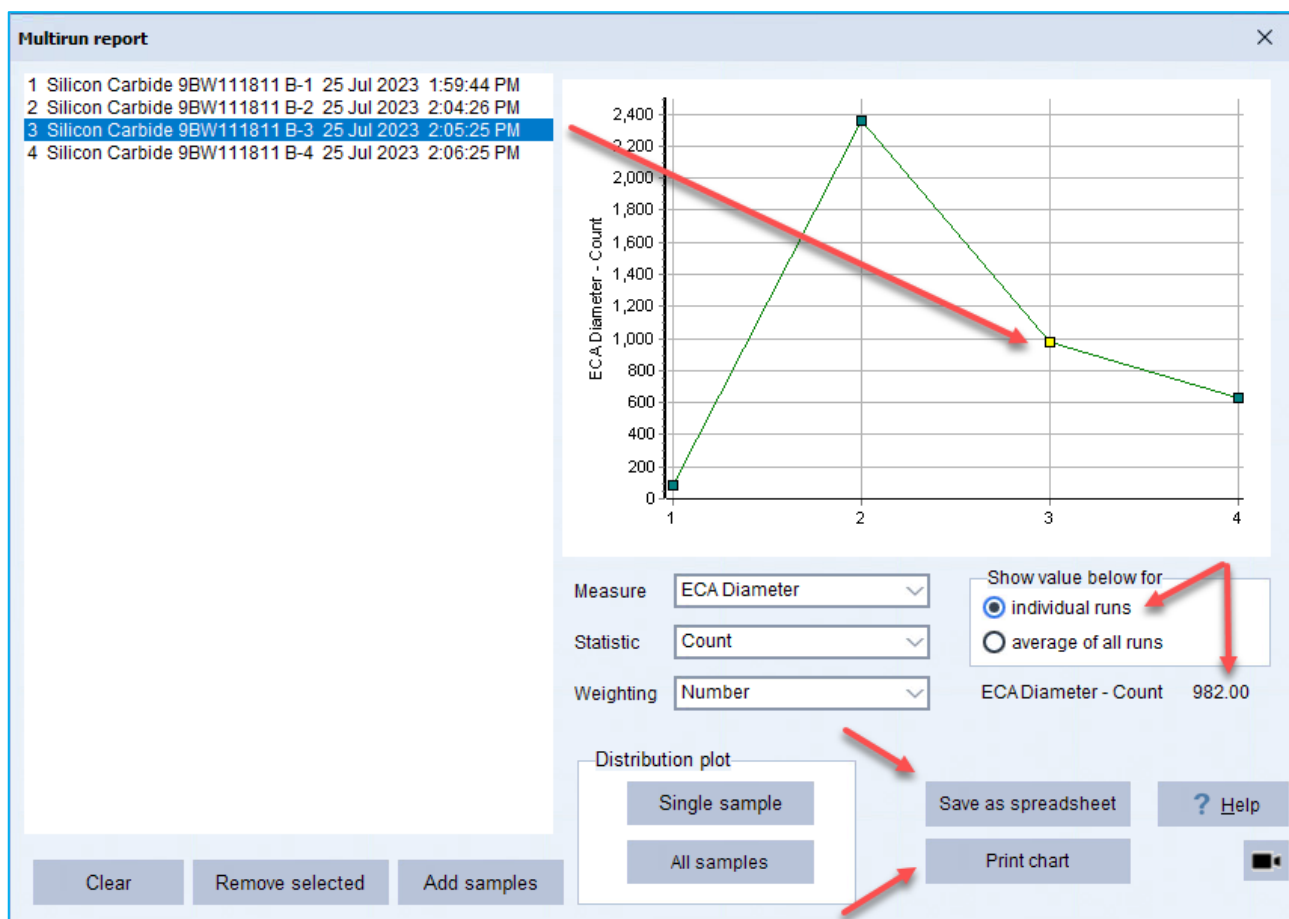 Multirun report
1 Silicon Carbide 9BW111811 B-1 25 Jul 2023 1:59:44 PM
2 Silicon Carbide 9BW111811 B-2 25 Jul 2023 2:04:26 PM
3 Silicon Carbide 9BW111811 B-3 25 Jul 2023 2:05:25 PM
4 Silicon Carbide 9BW111811 B-4 25 Jul 2023 2:06:25 PM
ECA Diameter - Count
2,400
2,200
2,000
1,800
1,600
1,400
1,200
1,000
800
600
400
200
0
1 2 3 4
Measure ECA Diameter
Statistic Count
Weighting Number
Show value below for
individual runs
average of all runs
ECA Diameter - Count 982.00
Distribution plot
Single sample
All samples
Save as spreadsheet
? Help
Print chart
Clear Remove selected Add samples